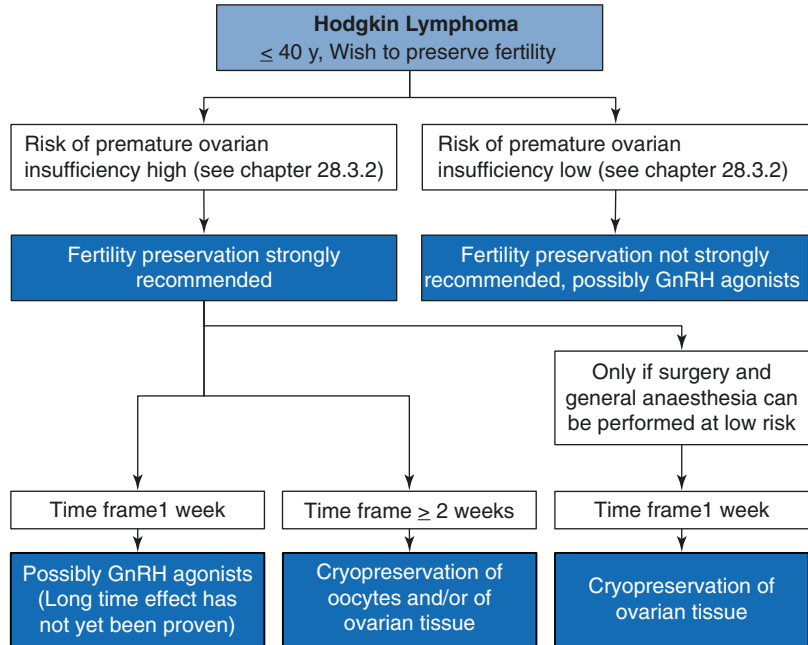 Hodgkin Lymphoma
≤ 40 y, Wish to preserve fertility
Risk of premature ovarian
insufficiency high (see chapter 28.3.2)
Risk of premature ovarian
insufficiency low (see chapter 28.3.2)
Fertility preservation strongly
recommended
Fertility preservation not strongly
recommended, possibly GnRH agonists
Only if surgery and
general anaesthesia can
be performed at low risk
Time frame1 week
Time frame ≥ 2 weeks
Time frame1 week
Possibly GnRH agonists
(Long time effect has
not yet been proven)
Cryopreservation of
oocytes and/or of
ovarian tissue
Cryopreservation of
ovarian tissue